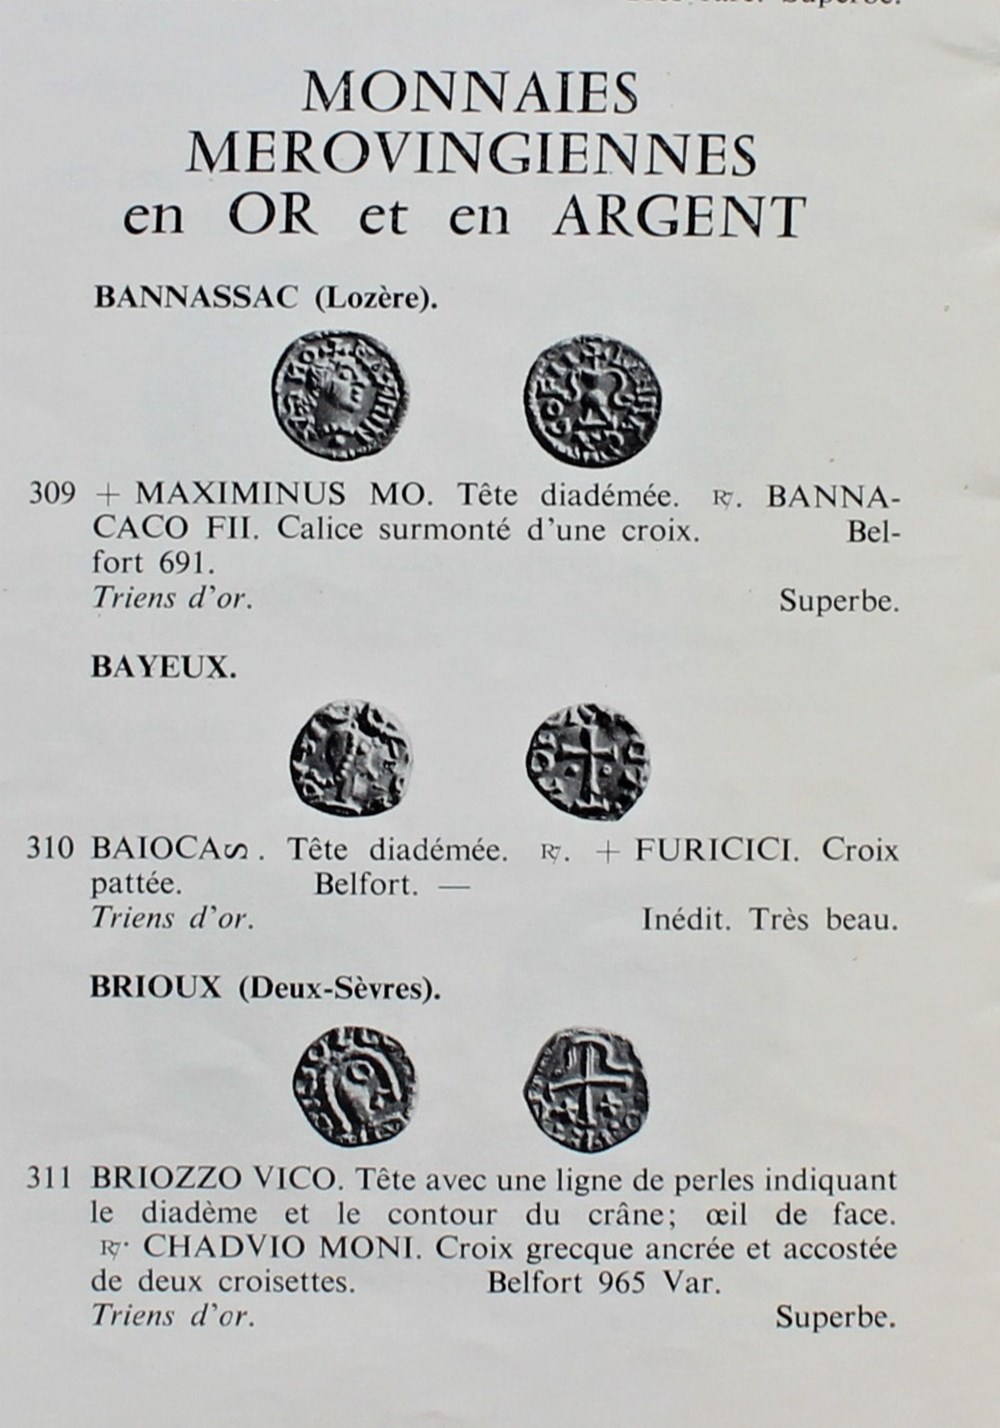 Superbe.
MONNAIES
MEROVINGIENNES
en OR et en ARGENT
BANNASSAC (Lozère).
309 + MAXIMINUS MO. Tête diadémée. ℞. BANNA-
CACO FII. Calice surmonté d'une croix. Bel-
fort 691.
Triens d'or. Superbe.
BAYEUX.
310 BAIOCAᔕ. Tête diadémée. ℞. + FURICICI. Croix
pattée. Belfort. —
Triens d'or. Inédit. Très beau.
BRIOUX (Deux-Sèvres).
311 BRIOZZO VICO. Tête avec une ligne de perles indiquant
le diadème et le contour du crâne; œil de face.
℞. CHADVIO MONI. Croix grecque ancrée et accostée
de deux croisettes. Belfort 965 Var.
Triens d'or. Superbe.